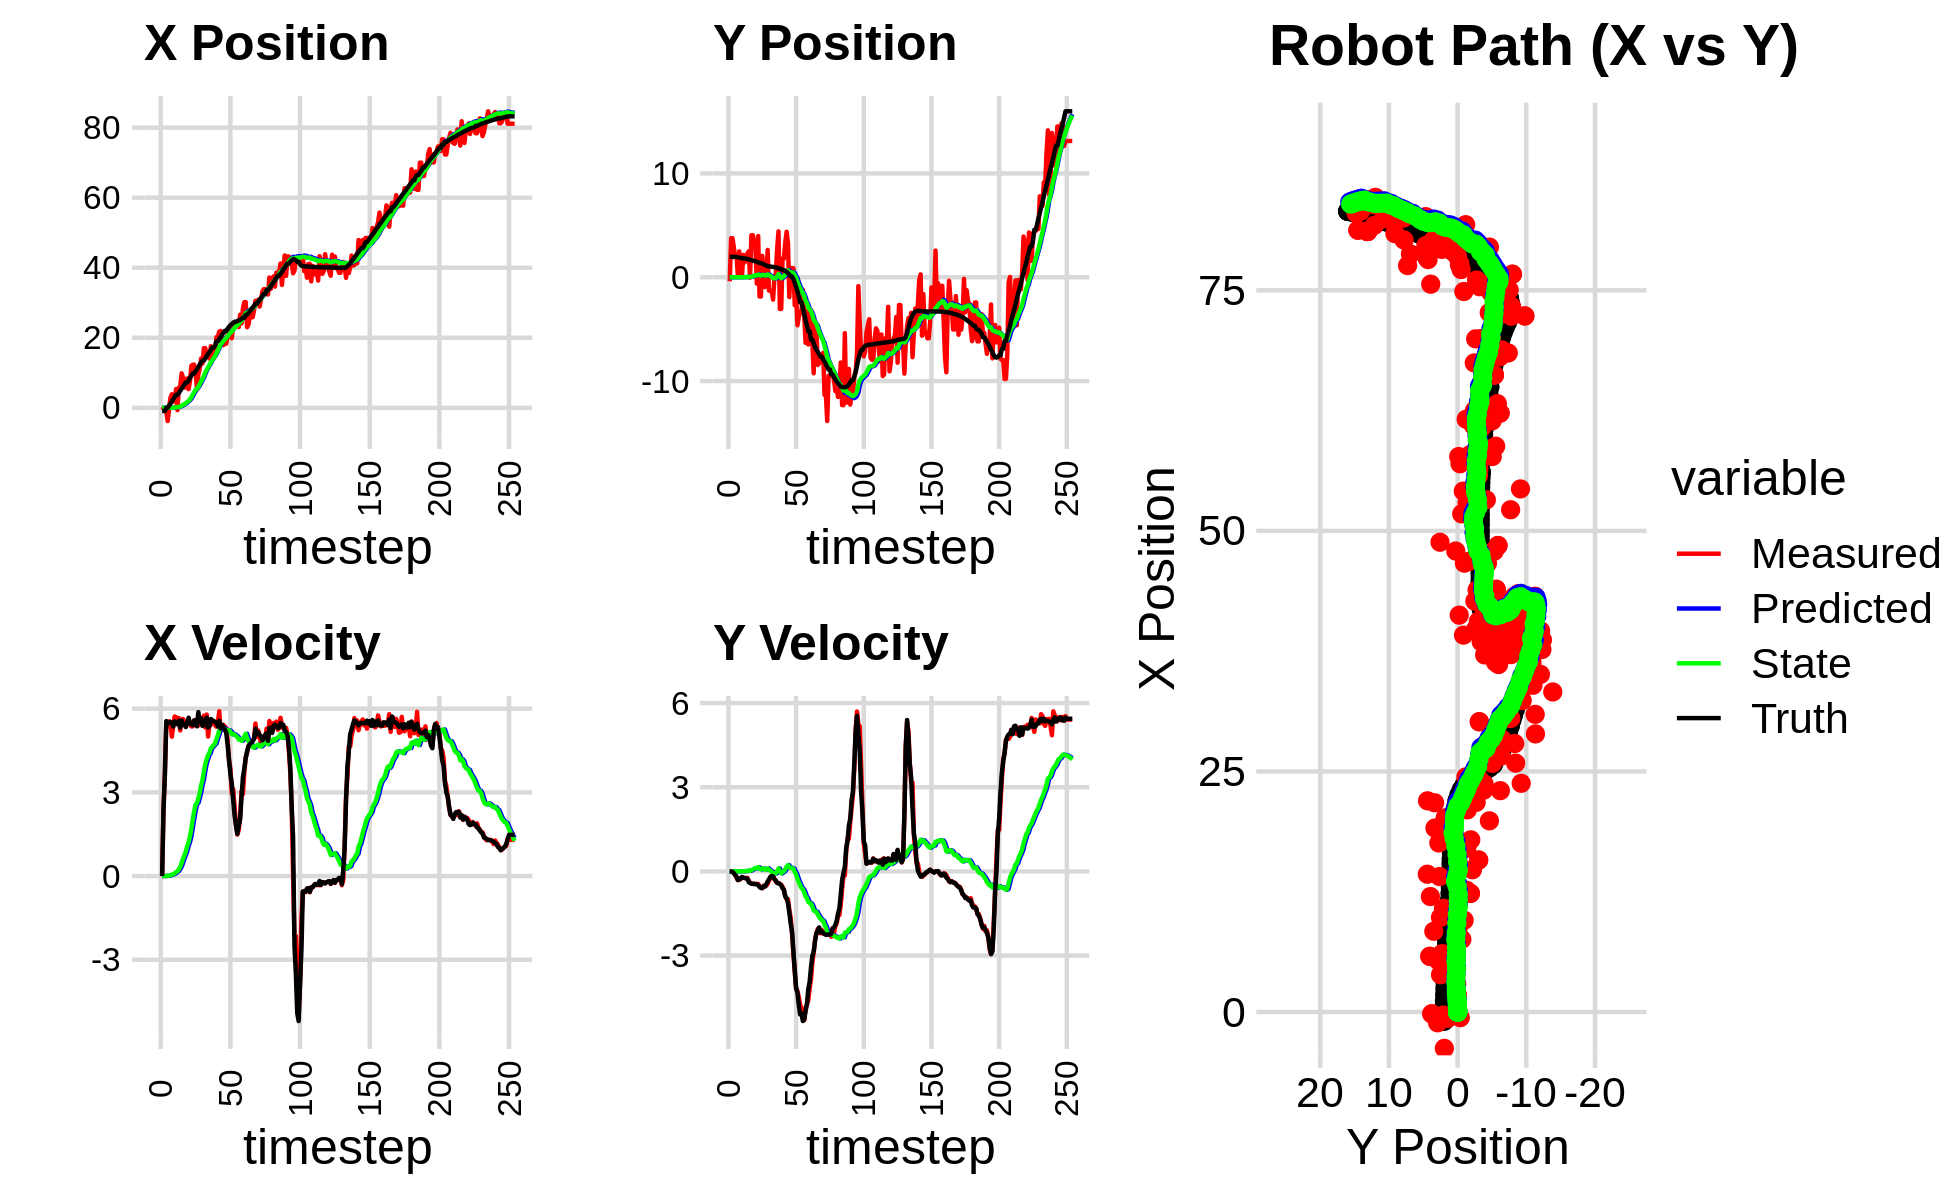 X Position
80
60
40
20
0
0
50
100
150
200
250
timestep
Y Position
10
0
-10
0
50
100
150
200
250
timestep
X Velocity
6
3
0
-3
0
50
100
150
200
250
timestep
Y Velocity
6
3
0
-3
0
50
100
150
200
250
timestep
Robot Path (X vs Y)
X Position
75
50
25
0
20 10 0 -10 -20
Y Position
variable
Measured
Predicted
State
Truth